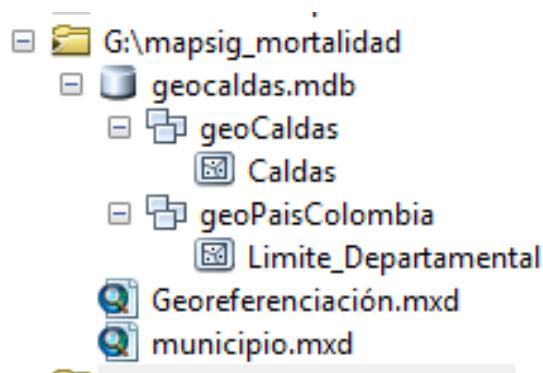 G:\mapsig_mortalidad
geocaldas.mdb
geoCaldas
Caldas
geoPaisColombia
Limite_Departamental
Georeferenciación.mxd
municipio.mxd